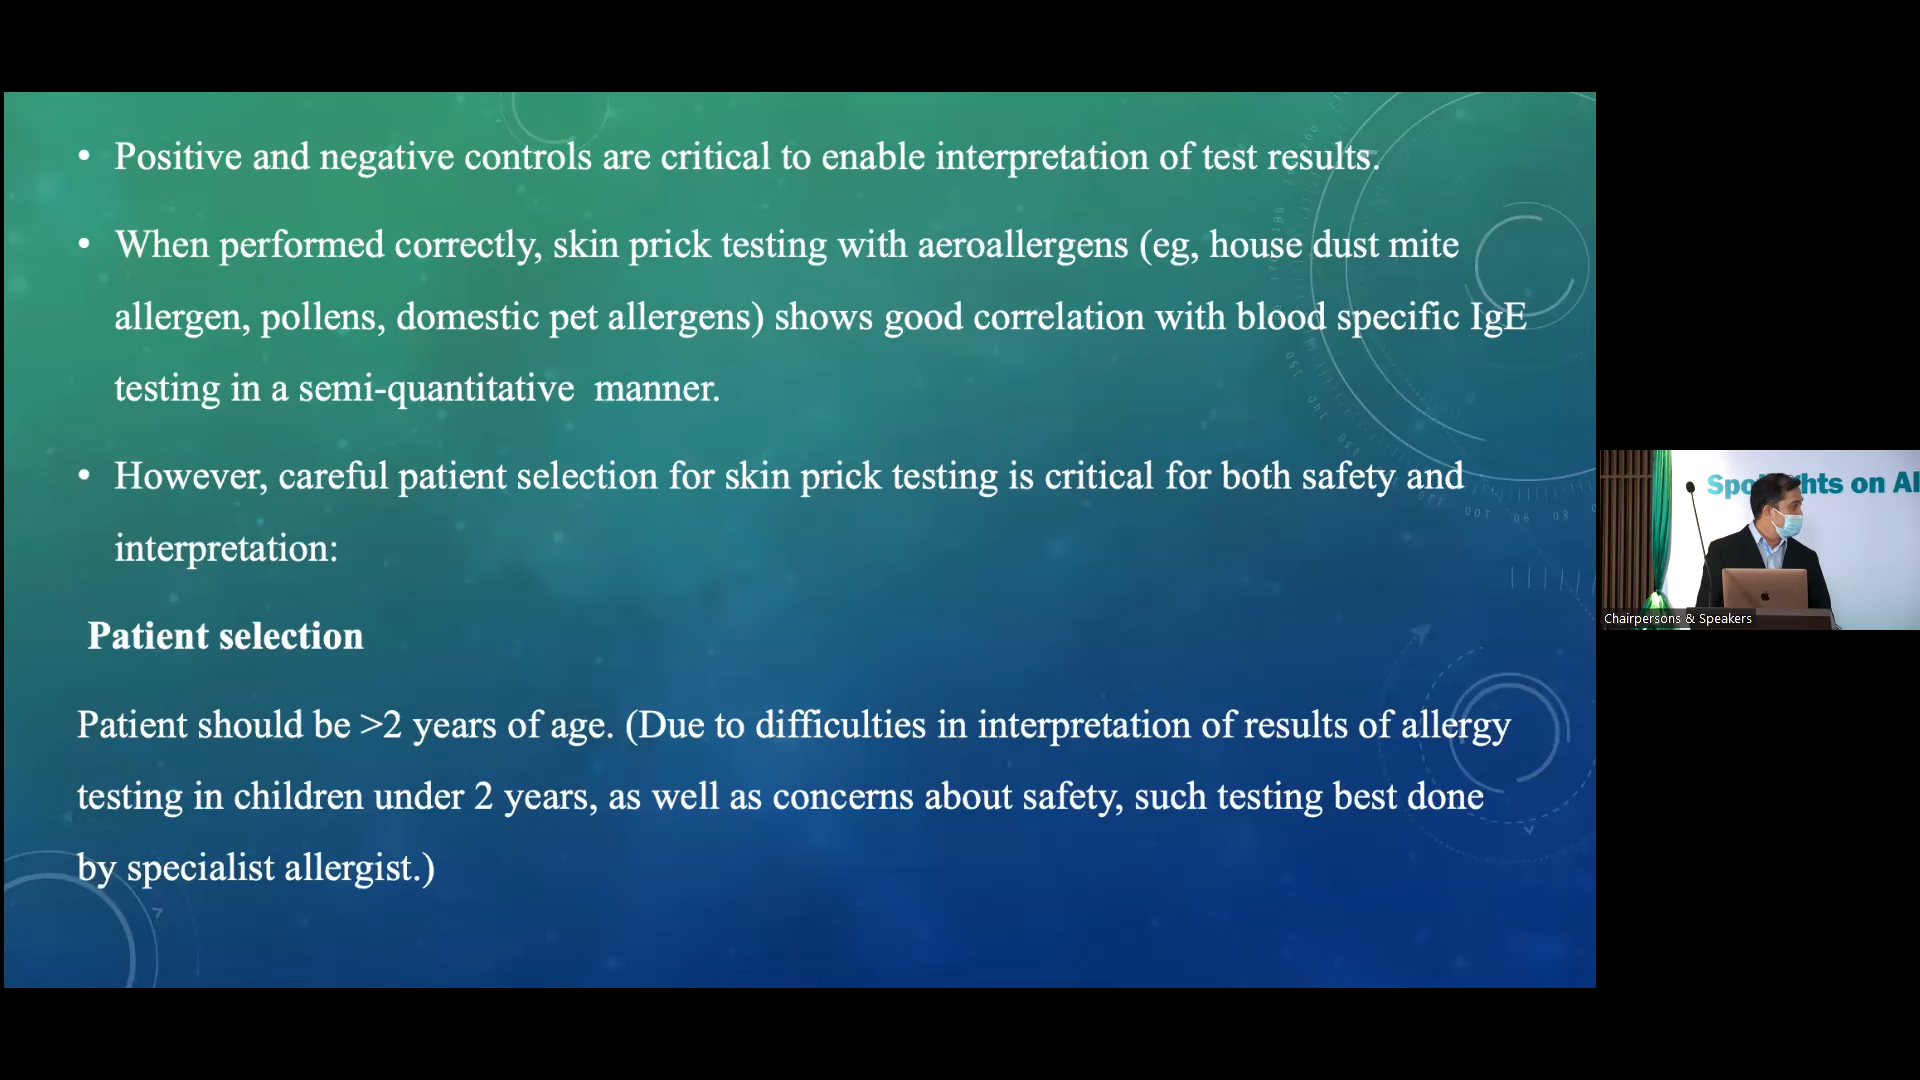 • Positive and negative controls are critical to enable interpretation of test results.
• When performed correctly, skin prick testing with aeroallergens (eg, house dust mite
allergen, pollens, domestic pet allergens) shows good correlation with blood specific IgE
testing in a semi-quantitative  manner.
• However, careful patient selection for skin prick testing is critical for both safety and
interpretation:
Patient selection
Patient should be >2 years of age. (Due to difficulties in interpretation of results of allergy
testing in children under 2 years, as well as concerns about safety, such testing best done
by specialist allergist.)
on Al
Chairpersons & Speakers